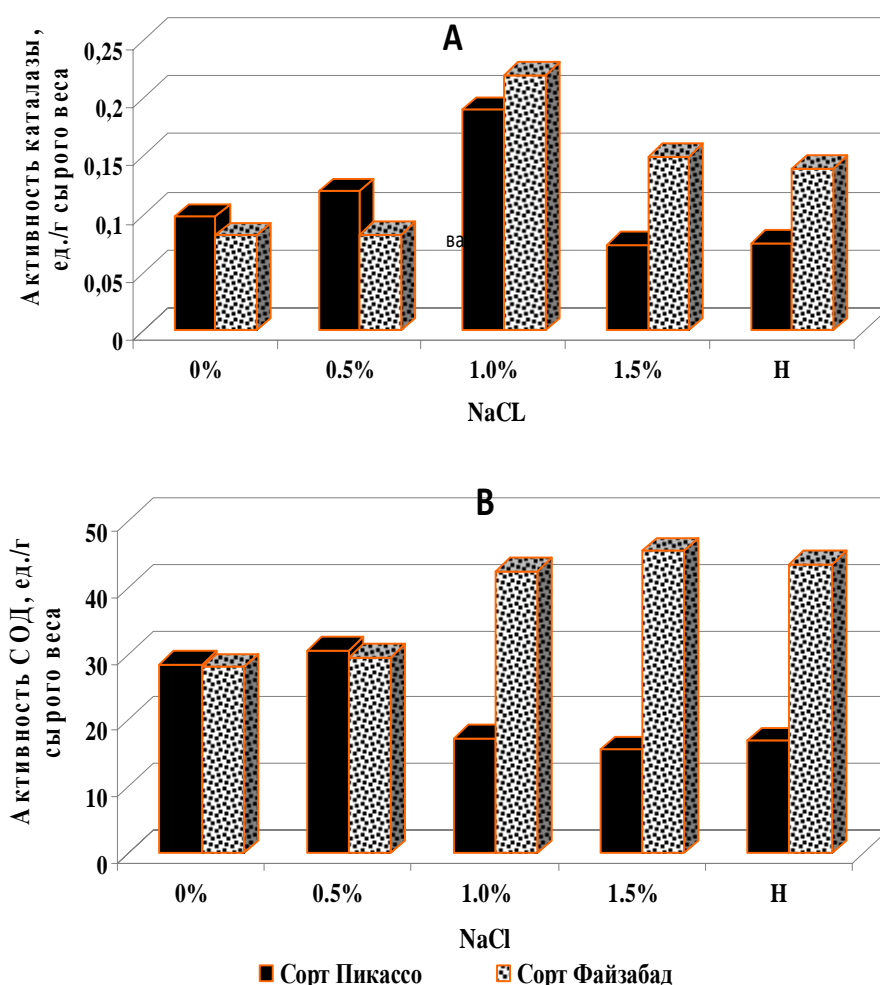 A
Активность каталазы,
ед./г сырого веса
0,25
0,2
0,15
0,1
0,05
0
ва
0%
0.5%
1.0%
1.5%
Н
NaCL
B
Активность СОД, ед./г
сырого веса
50
40
30
20
10
0
0%
0.5%
1.0%
1.5%
Н
NaCl
Сорт Пикассо
Сорт Файзабад